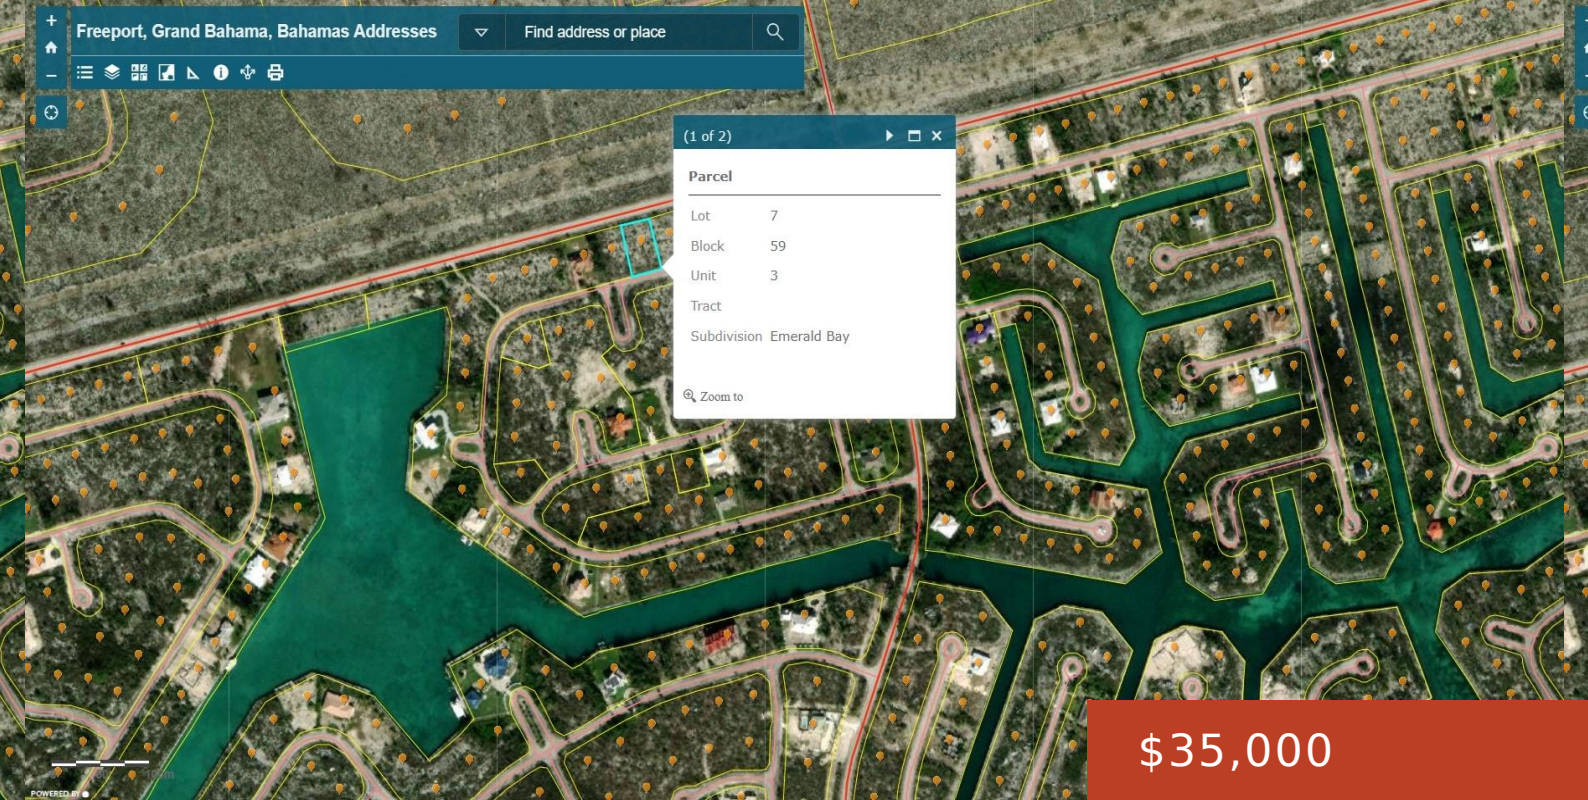 +
Freeport, Grand Bahama, Bahamas Addresses
Find address or place
−
(1 of 2)
Parcel
Lot 7
Block 59
Unit 3
Tract
Subdivision Emerald Bay
Zoom to
$35,000
POWERED BY